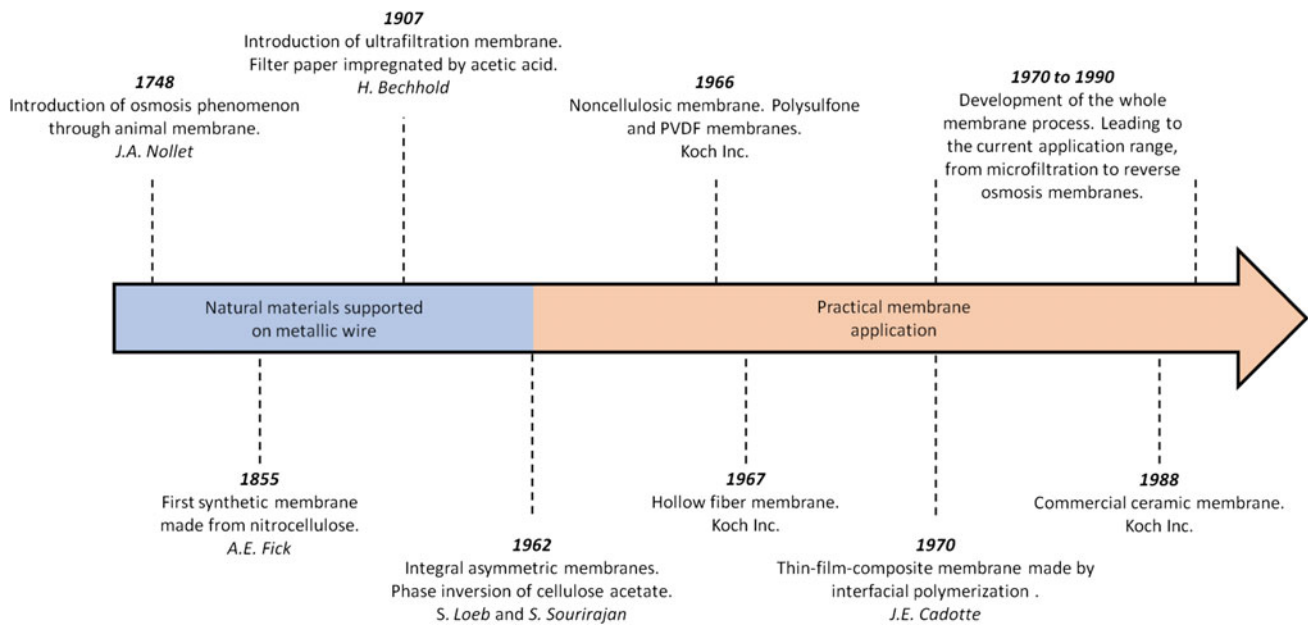 1748
Introduction of osmosis phenomenon
through animal membrane.
J.A. Nollet
1907
Introduction of ultrafiltration membrane.
Filter paper impregnated by acetic acid.
H. Bechhold
1966
Noncellulosic membrane. Polysulfone
and PVDF membranes.
Koch Inc.
1970 to 1990
Development of the whole
membrane process. Leading to
the current application range,
from microfiltration to reverse
osmosis membranes.
Natural materials supported
on metallic wire
Practical membrane
application
1855
First synthetic membrane
made from nitrocellulose.
A.E. Fick
1962
Integral asymmetric membranes.
Phase inversion of cellulose acetate.
S. Loeb and S. Sourirajan
1967
Hollow fiber membrane.
Koch Inc.
1970
Thin-film-composite membrane made by
interfacial polymerization .
J.E. Cadotte
1988
Commercial ceramic membrane.
Koch Inc.